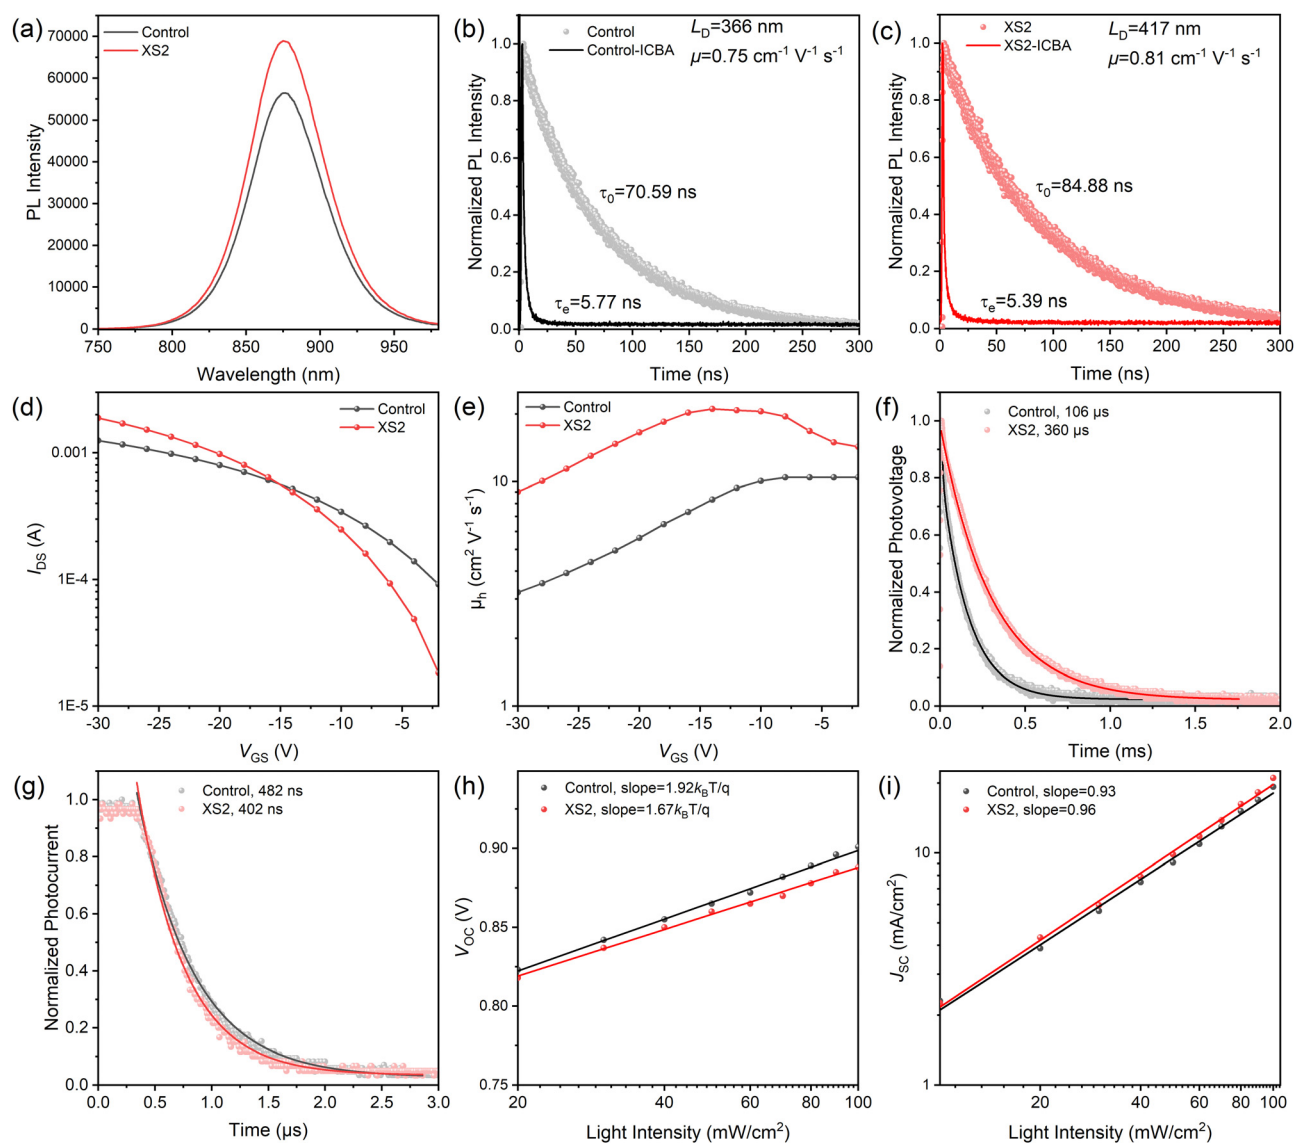 (a)
Control
XS2
70000
60000
50000
40000
30000
20000
10000
0
PL Intensity
750
800
850
900
950
Wavelength (nm)
(b)
Control
Control-ICBA
L_D=366 nm
μ=0.75 cm⁻¹ V⁻¹ s⁻¹
τ₀=70.59 ns
τₑ=5.77 ns
1.0
0.8
0.6
0.4
0.2
0.0
Normalized PL Intensity
0
50
100
150
200
250
300
Time (ns)
(c)
XS2
XS2-ICBA
L_D=417 nm
μ=0.81 cm⁻¹ V⁻¹ s⁻¹
τ₀=84.88 ns
τₑ=5.39 ns
1.0
0.8
0.6
0.4
0.2
0.0
Normalized PL Intensity
0
50
100
150
200
250
300
Time (ns)
(d)
Control
XS2
0.001
1E-4
1E-5
I_DS (A)
-30
-25
-20
-15
-10
-5
V_GS (V)
(e)
Control
XS2
10
1
μₕ (cm² V⁻¹ s⁻¹)
-30
-25
-20
-15
-10
-5
V_GS (V)
(f)
Control, 106 μs
XS2, 360 μs
1.0
0.8
0.6
0.4
0.2
0.0
Normalized Photovoltage
0.0
0.5
1.0
1.5
2.0
Time (ms)
(g)
Control, 482 ns
XS2, 402 ns
1.0
0.8
0.6
0.4
0.2
0.0
Normalized Photocurrent
0.0
0.5
1.0
1.5
2.0
2.5
3.0
Time (μs)
(h)
Control, slope=1.92k_BT/q
XS2, slope=1.67k_BT/q
0.90
0.85
0.80
0.75
V_OC (V)
20
40
60
80
100
Light Intensity (mW/cm²)
(i)
Control, slope=0.93
XS2, slope=0.96
10
1
J_SC (mA/cm²)
20
40
60
80
100
Light Intensity (mW/cm²)